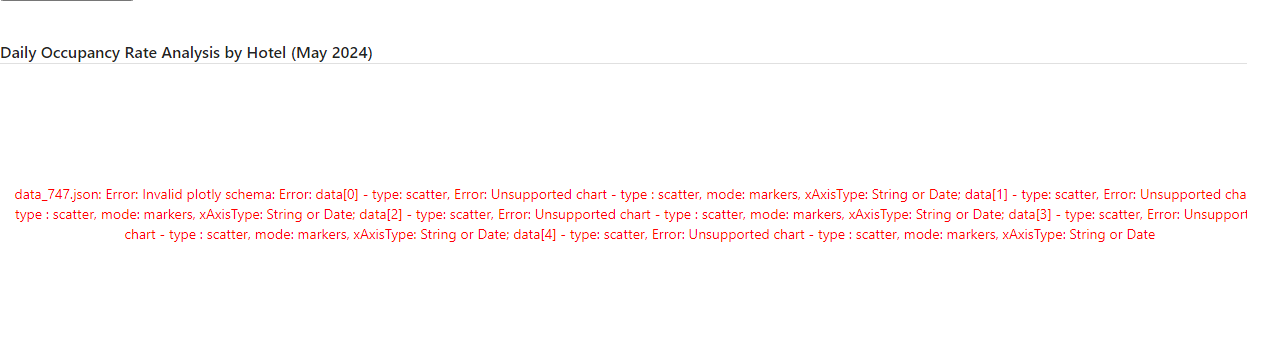 Daily Occupancy Rate Analysis by Hotel (May 2024)
data_747.json: Error: Invalid plotly schema: Error: data[0] - type: scatter, Error: Unsupported chart - type : scatter, mode: markers, xAxisType: String or Date; data[1] - type: scatter, Error: Unsupported cha
type : scatter, mode: markers, xAxisType: String or Date; data[2] - type: scatter, Error: Unsupported chart - type : scatter, mode: markers, xAxisType: String or Date; data[3] - type: scatter, Error: Unsupport
chart - type : scatter, mode: markers, xAxisType: String or Date; data[4] - type: scatter, Error: Unsupported chart - type : scatter, mode: markers, xAxisType: String or Date